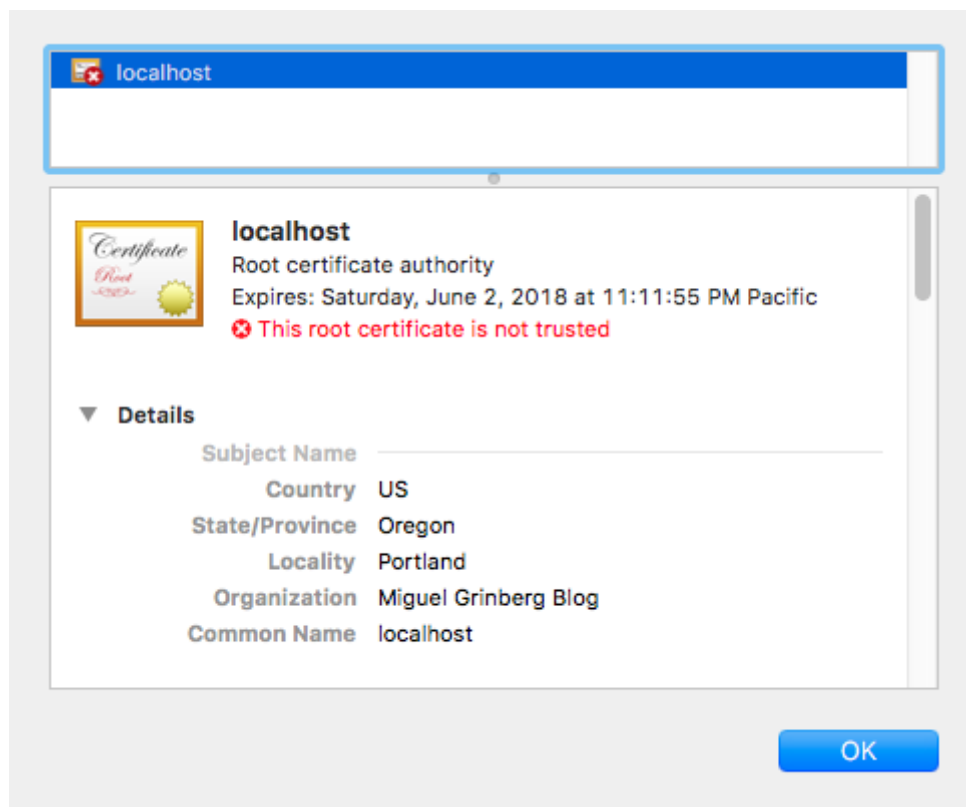 localhost
Certificate
Root
localhost
Root certificate authority
Expires: Saturday, June 2, 2018 at 11:11:55 PM Pacific
This root certificate is not trusted
Details
Subject Name
Country US
State/Province Oregon
Locality Portland
Organization Miguel Grinberg Blog
Common Name localhost
OK